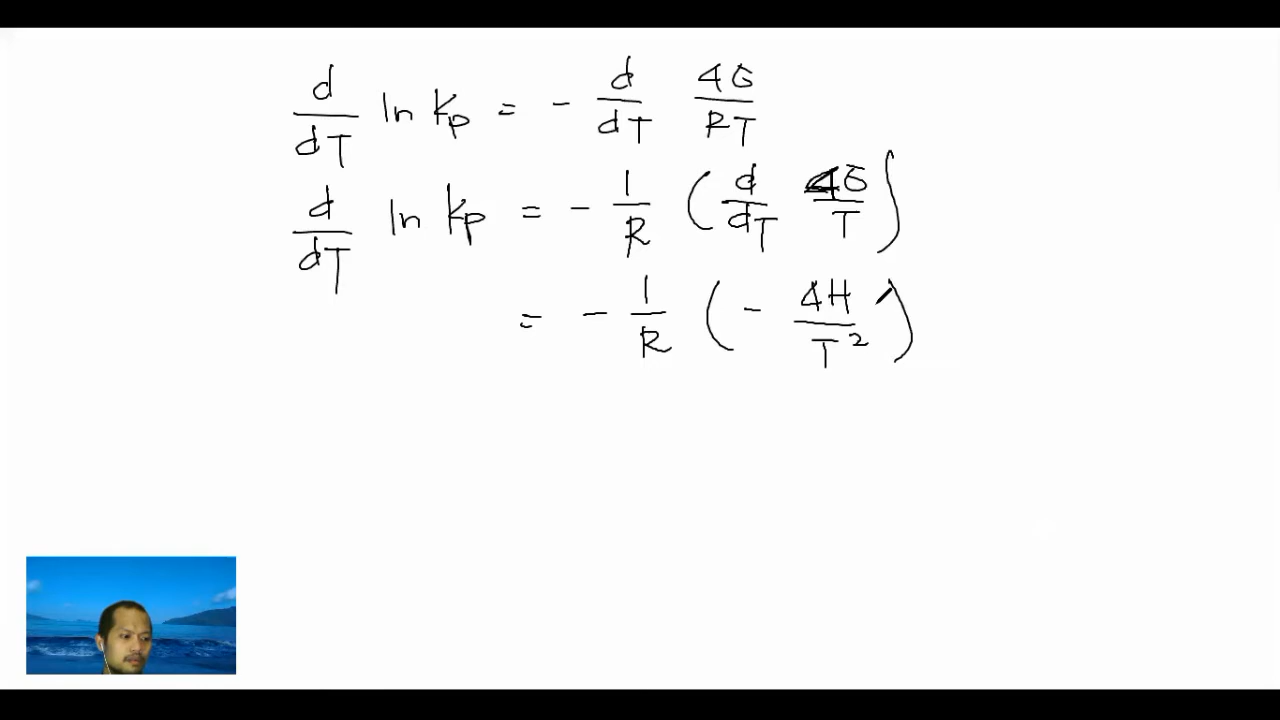 d/dT ln Kp = - d/dT ΔG/RT
d/dT ln Kp = - 1/R (d/dT ΔG/T)
= - 1/R (- ΔH/T²)